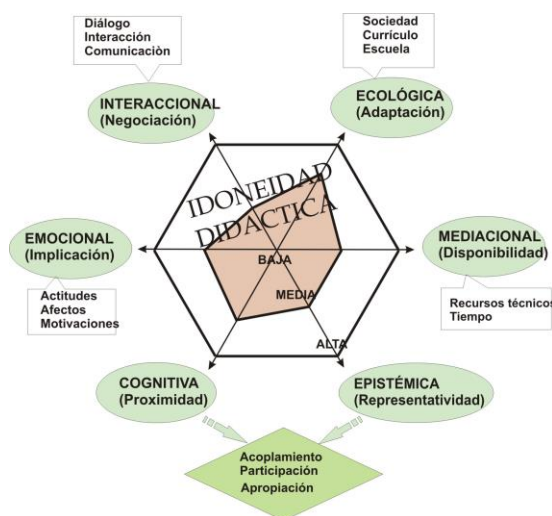 Diálogo
Interacción
Comunicaciòn
Sociedad
Currículo
Escuela
INTERACCIONAL
(Negociación)
ECOLÓGICA
(Adaptación)
IDONEIDAD
DIDACTICA
EMOCIONAL
(Implicación)
BAJA
MEDIACIONAL
(Disponibilidad)
Actitudes
Afectos
Motivaciones
MEDIA
Recursos técnicos
Tiempo
ALTA
COGNITIVA
(Proximidad)
EPISTÉMICA
(Representatividad)
Acoplamiento
Participación
Apropiación